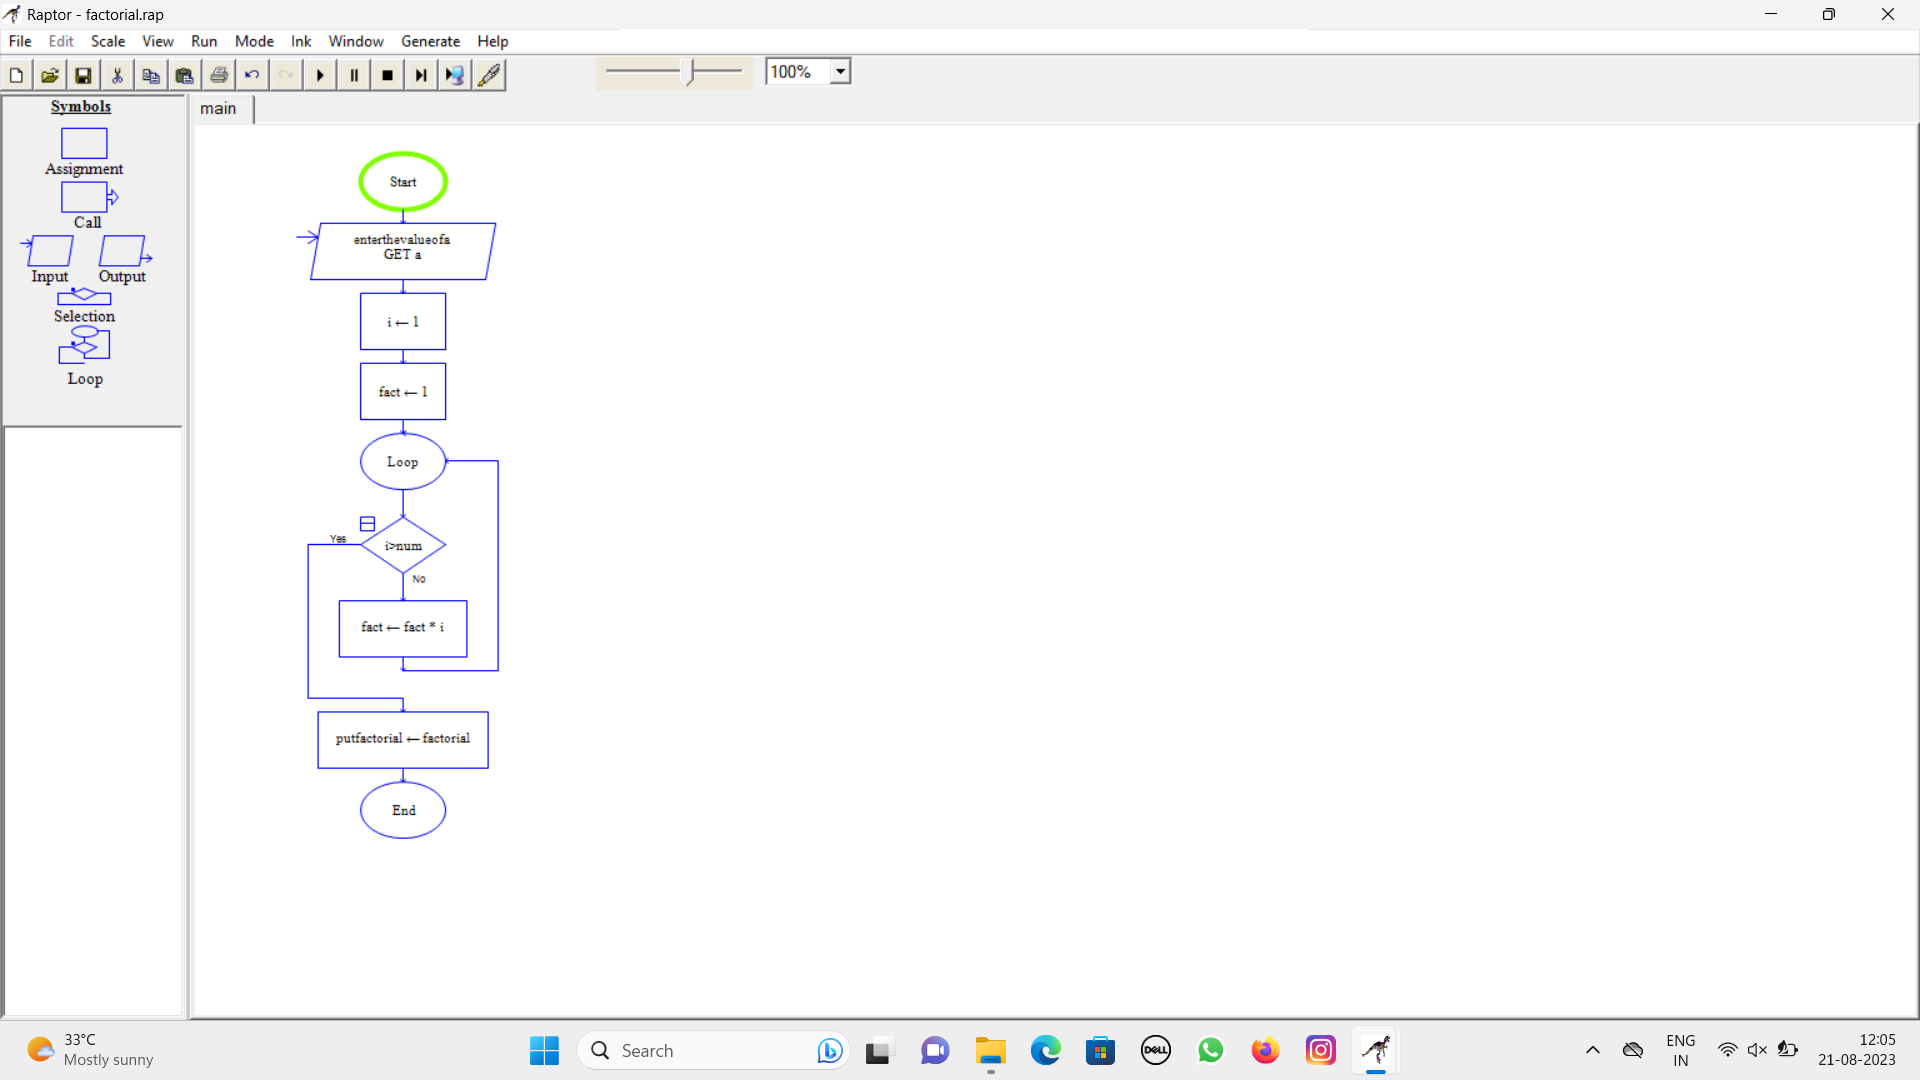 Raptor - factorial.rap
File Edit Scale View Run Mode Ink Window Generate Help
100%
Symbols
Assignment
Call
Input Output
Selection
Loop
main
Start
enterthevalueofa
GET a
i ← 1
fact ← 1
Loop
Yes
i>num
No
fact ← fact * i
putfactorial ← factorial
End
33°C
Mostly sunny
Search
DELL
ENG
IN
12:05
21-08-2023